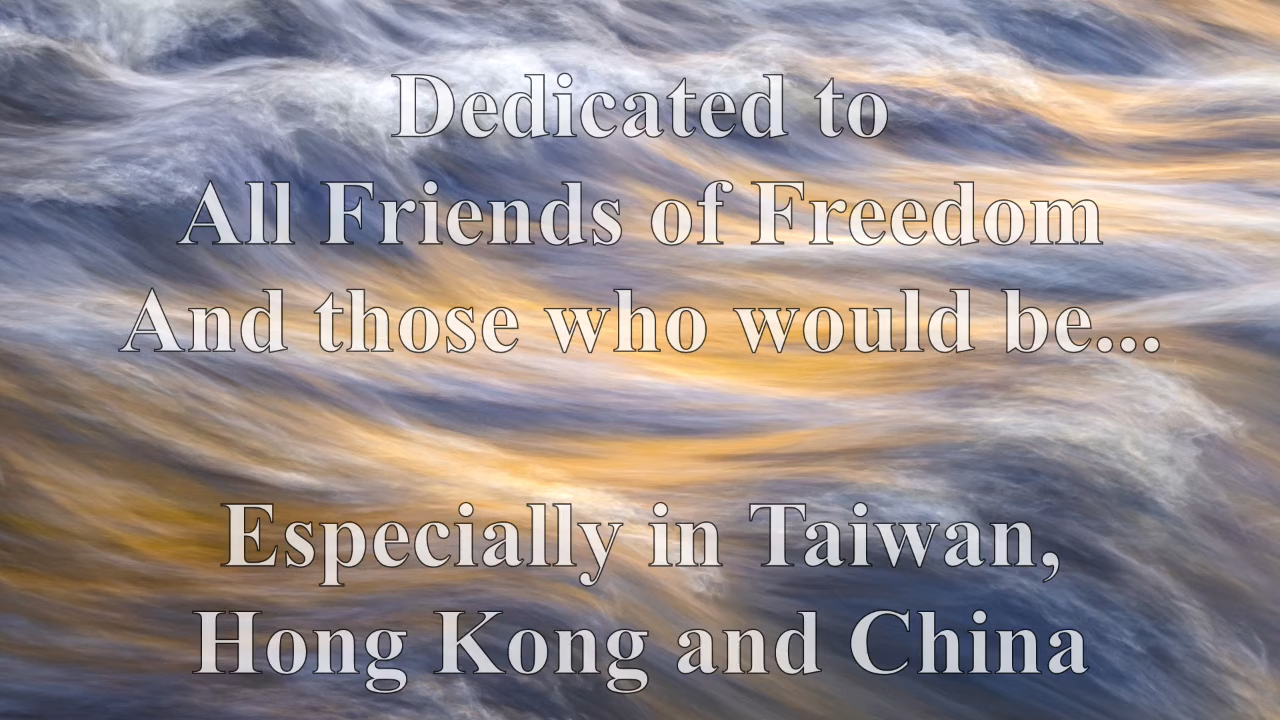 Dedicated to
All Friends of Freedom
And those who would be...
Especially in Taiwan,
Hong Kong and China